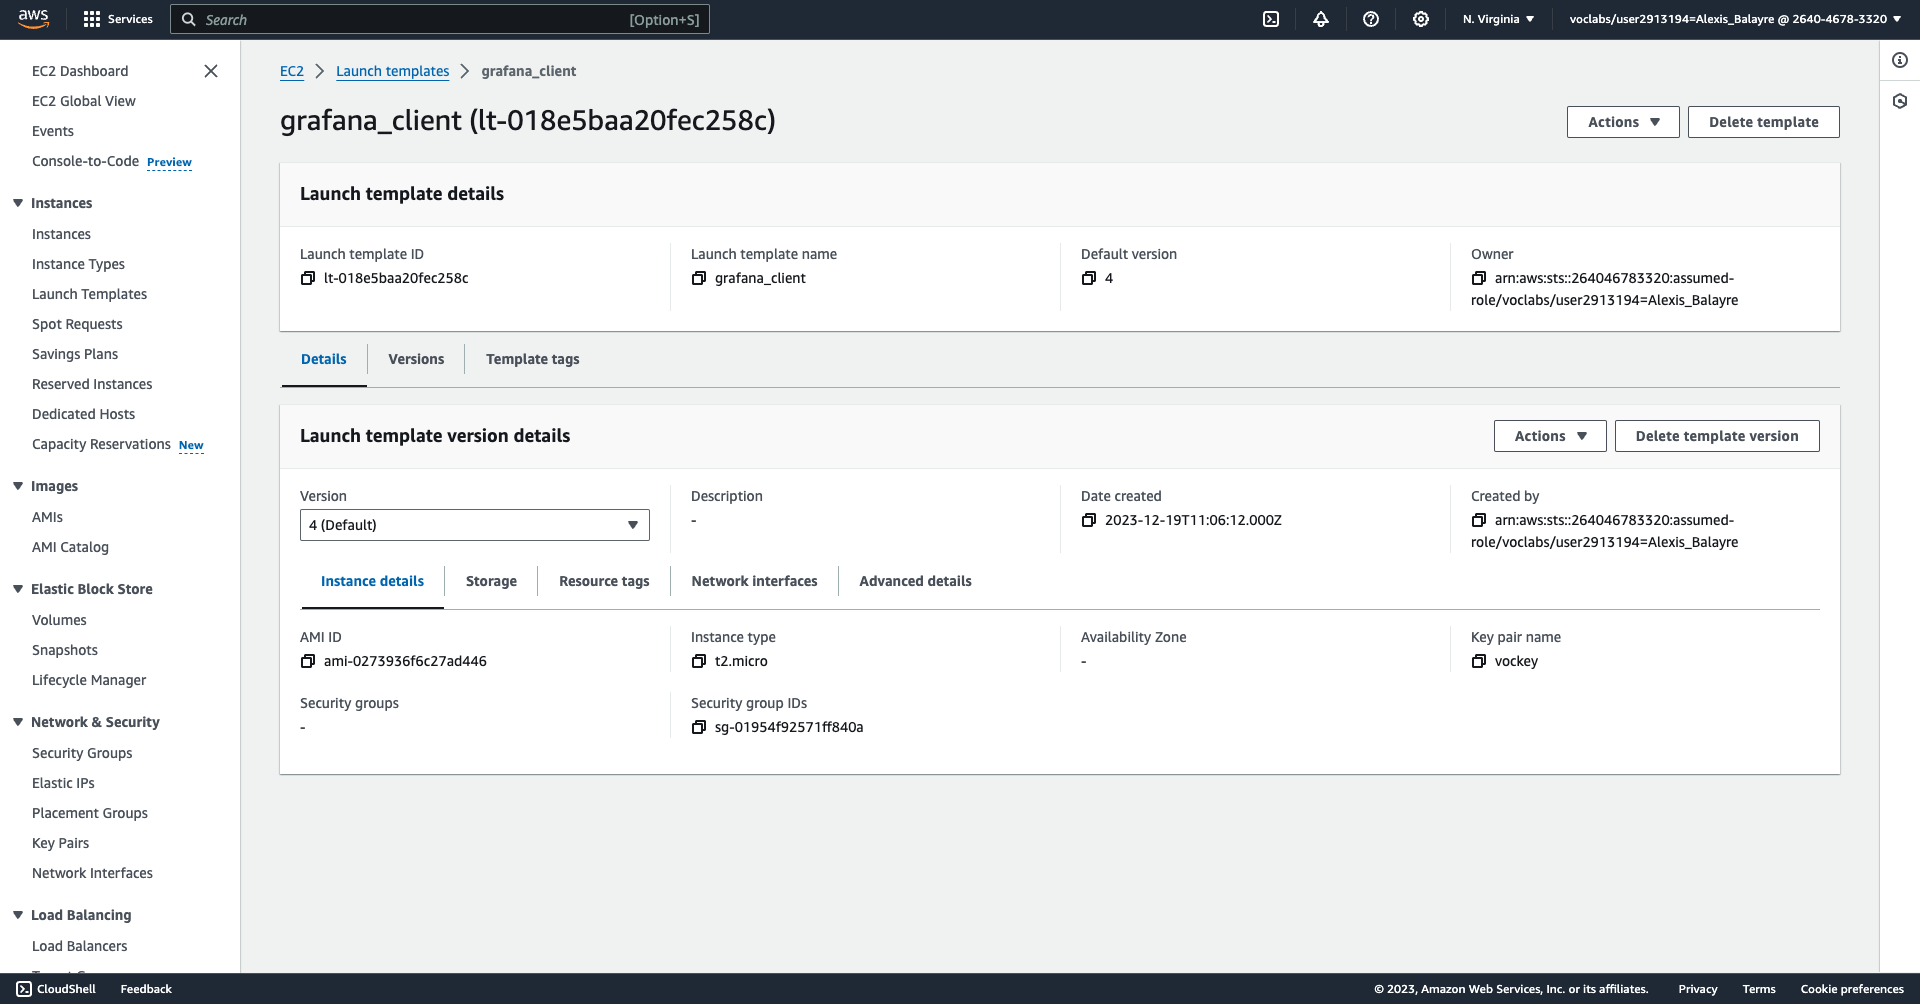 aws
Services
Search
[Option+S]
N. Virginia
voclabs/user2913194=Alexis_Balayre @ 2640-4678-3320
EC2 Dashboard
EC2 Global View
Events
Console-to-Code Preview
Instances
Instances
Instance Types
Launch Templates
Spot Requests
Savings Plans
Reserved Instances
Dedicated Hosts
Capacity Reservations New
Images
AMIs
AMI Catalog
Elastic Block Store
Volumes
Snapshots
Lifecycle Manager
Network & Security
Security Groups
Elastic IPs
Placement Groups
Key Pairs
Network Interfaces
Load Balancing
Load Balancers
EC2
Launch templates
grafana_client
grafana_client (lt-018e5baa20fec258c)
Actions
Delete template
Launch template details
Launch template ID
lt-018e5baa20fec258c
Launch template name
grafana_client
Default version
4
Owner
arn:aws:sts::264046783320:assumed-
role/voclabs/user2913194=Alexis_Balayre
Details
Versions
Template tags
Launch template version details
Actions
Delete template version
Version
4 (Default)
Description
-
Date created
2023-12-19T11:06:12.000Z
Created by
arn:aws:sts::264046783320:assumed-
role/voclabs/user2913194=Alexis_Balayre
Instance details
Storage
Resource tags
Network interfaces
Advanced details
AMI ID
ami-0273936f6c27ad446
Instance type
t2.micro
Availability Zone
-
Key pair name
vockey
Security groups
-
Security group IDs
sg-01954f92571ff840a
CloudShell
Feedback
© 2023, Amazon Web Services, Inc. or its affiliates.
Privacy
Terms
Cookie preferences